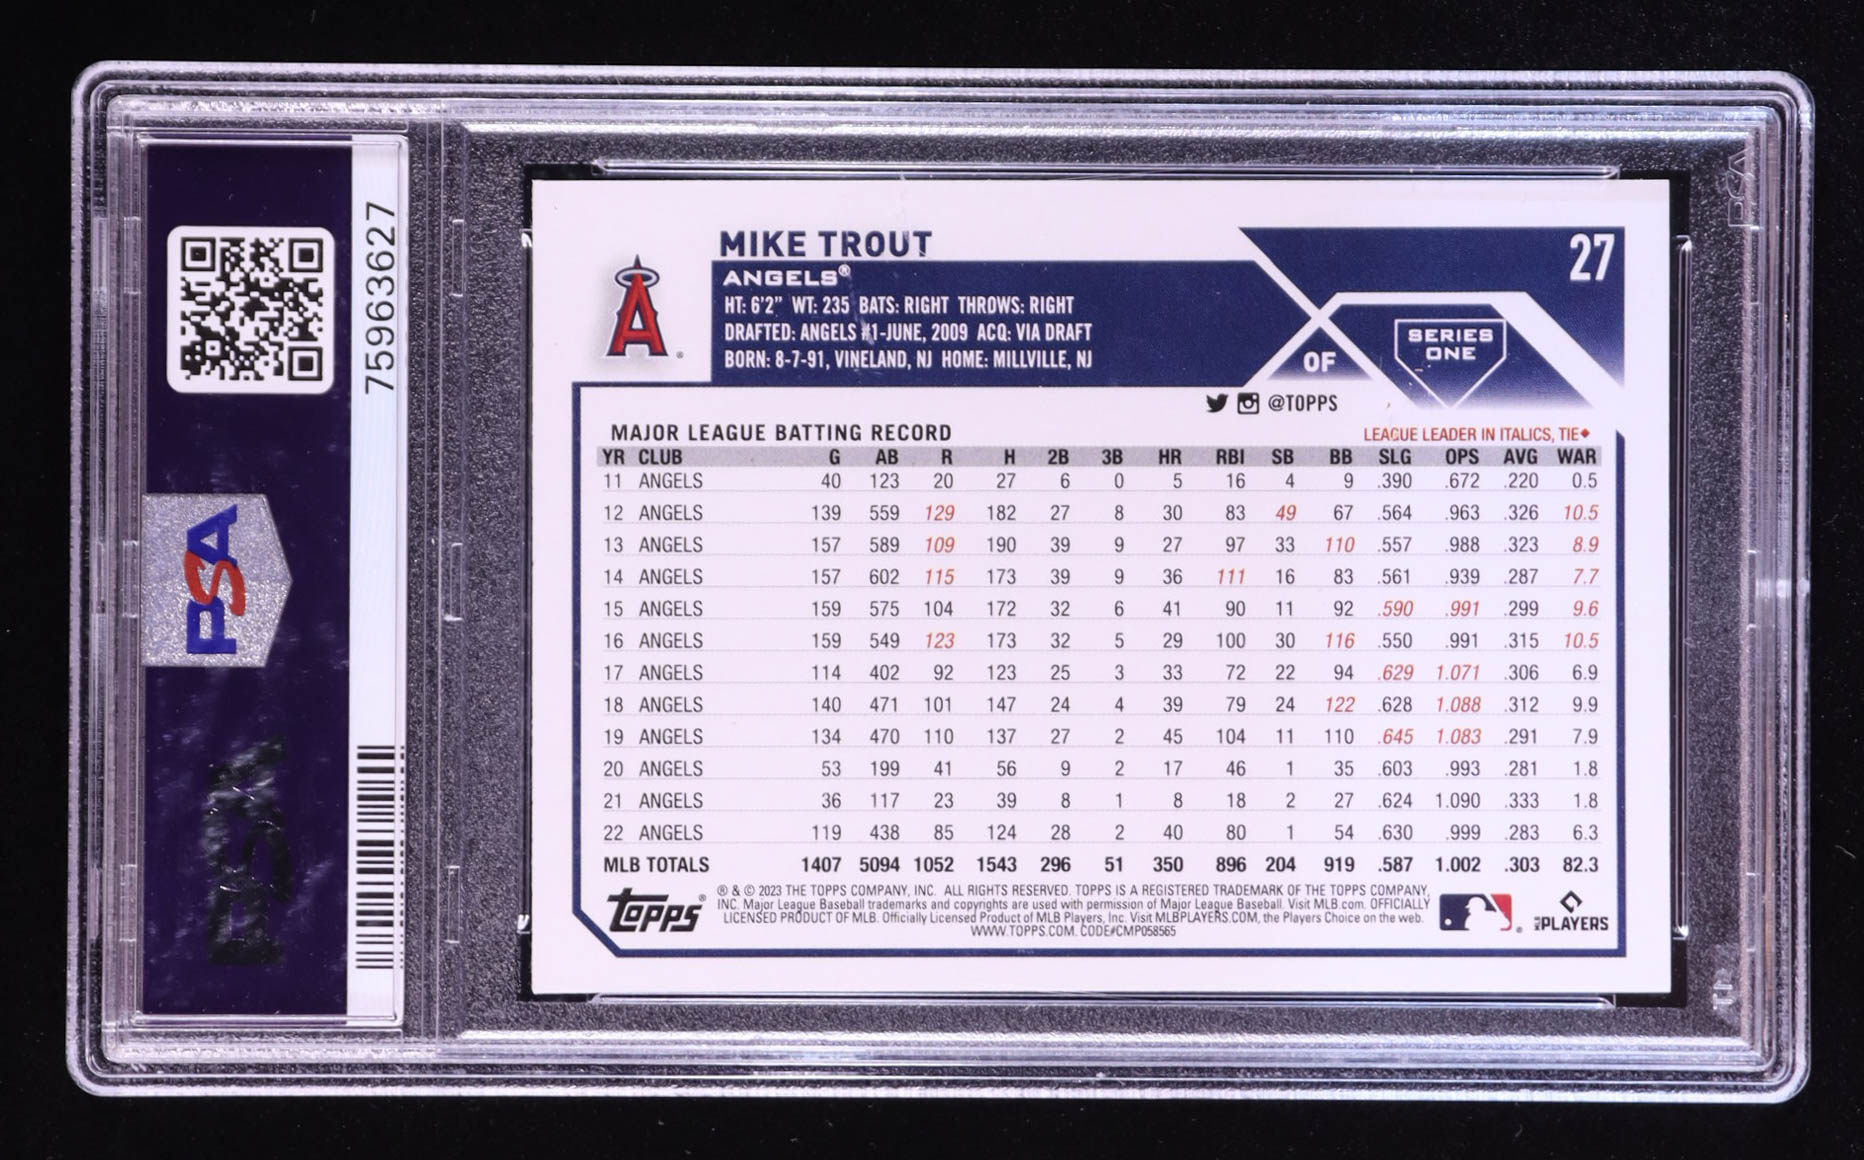 75963627
PSA
PSA
MIKE TROUT
27
ANGELS®
HT: 6'2" WT: 235 BATS: RIGHT THROWS: RIGHT
DRAFTED: ANGELS #1-JUNE, 2009 ACQ: VIA DRAFT
BORN: 8-7-91, VINELAND, NJ HOME: MILLVILLE, NJ
A
OF
SERIES
ONE
@TOPPS
MAJOR LEAGUE BATTING RECORD
LEAGUE LEADER IN ITALICS, TIE♦
YR CLUB G AB R H 2B 3B HR RBI SB BB SLG OPS AVG WAR
11 ANGELS 40 123 20 27 6 0 5 16 4 9 .390 .672 .220 0.5
12 ANGELS 139 559 129 182 27 8 30 83 49 67 .564 .963 .326 10.5
13 ANGELS 157 589 109 190 39 9 27 97 33 110 .557 .988 .323 8.9
14 ANGELS 157 602 115 173 39 9 36 111 16 83 .561 .939 .287 7.7
15 ANGELS 159 575 104 172 32 6 41 90 11 92 .590 .991 .299 9.6
16 ANGELS 159 549 123 173 32 5 29 100 30 116 .550 .991 .315 10.5
17 ANGELS 114 402 92 123 25 3 33 72 22 94 .629 1.071 .306 6.9
18 ANGELS 140 471 101 147 24 4 39 79 24 122 .628 1.088 .312 9.9
19 ANGELS 134 470 110 137 27 2 45 104 11 110 .645 1.083 .291 7.9
20 ANGELS 53 199 41 56 9 2 17 46 1 35 .603 .993 .281 1.8
21 ANGELS 36 117 23 39 8 1 8 18 2 27 .624 1.090 .333 1.8
22 ANGELS 119 438 85 124 28 2 40 80 1 54 .630 .999 .283 6.3
MLB TOTALS 1407 5094 1052 1543 296 51 350 896 204 919 .587 1.002 .303 82.3
Topps®
® & © 2023 THE TOPPS COMPANY, INC. ALL RIGHTS RESERVED. TOPPS IS A REGISTERED TRADEMARK OF THE TOPPS COMPANY,
INC. Major League Baseball trademarks and copyrights are used with permission of Major League Baseball. Visit MLB.com. OFFICIALLY
LICENSED PRODUCT OF MLB. Officially Licensed Product of MLB Players, Inc. Visit MLBPLAYERS.COM, the Players Choice on the web.
WWW.TOPPS.COM. CODE#CMP058565
MLB PLAYERS
PSA